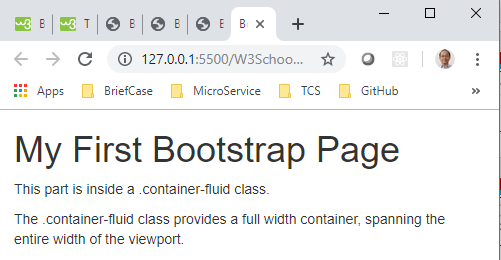 B
T
B
B
B
B
127.0.0.1:5500/W3Schoo...
Apps BriefCase MicroService TCS GitHub »
My First Bootstrap Page
This part is inside a .container-fluid class.
The .container-fluid class provides a full width container, spanning the
entire width of the viewport.